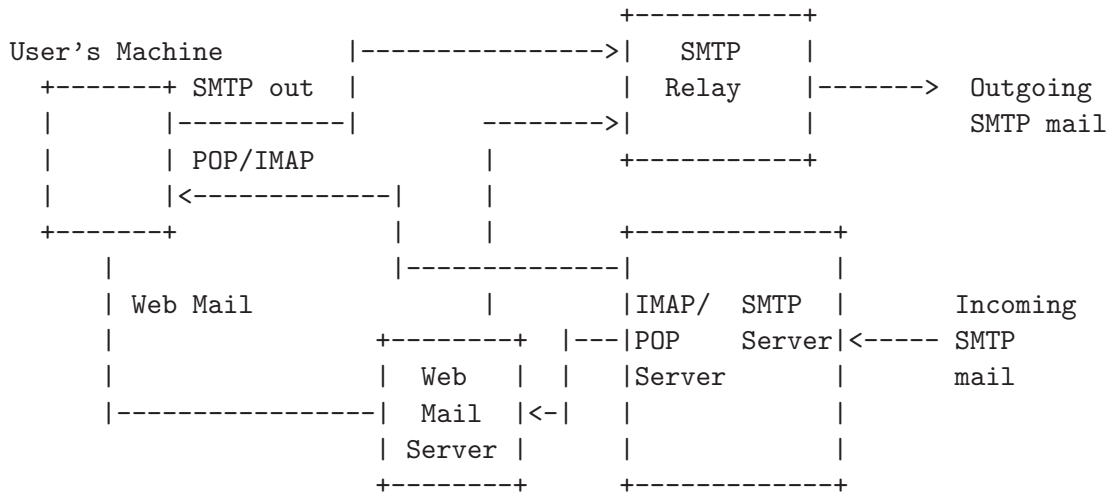 User's Machine
SMTP
SMTP out
Relay
Outgoing
SMTP mail
POP/IMAP
Web Mail
IMAP/ SMTP
Incoming
POP Server
SMTP
Web
Server
mail
Mail
Server